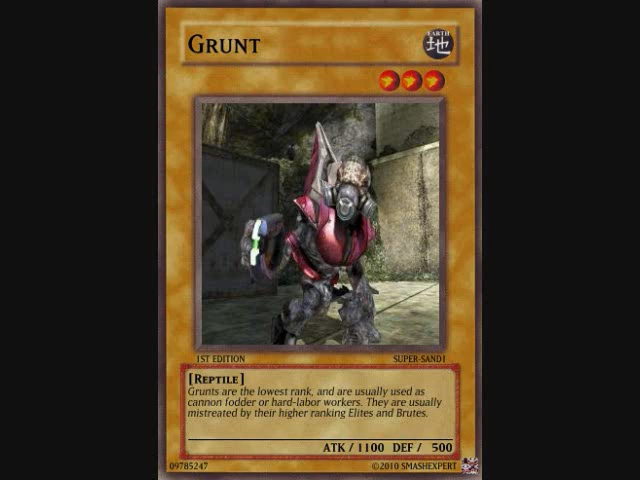 GRUNT
EARTH
地
1ST EDITION
SUPER-SAND1
[REPTILE]
Grunts are the lowest rank, and are usually used as
cannon fodder or hard-labor workers. They are usually
mistreated by their higher ranking Elites and Brutes.
ATK / 1100 DEF / 500
09785247
©2010 SMASHEXPERT